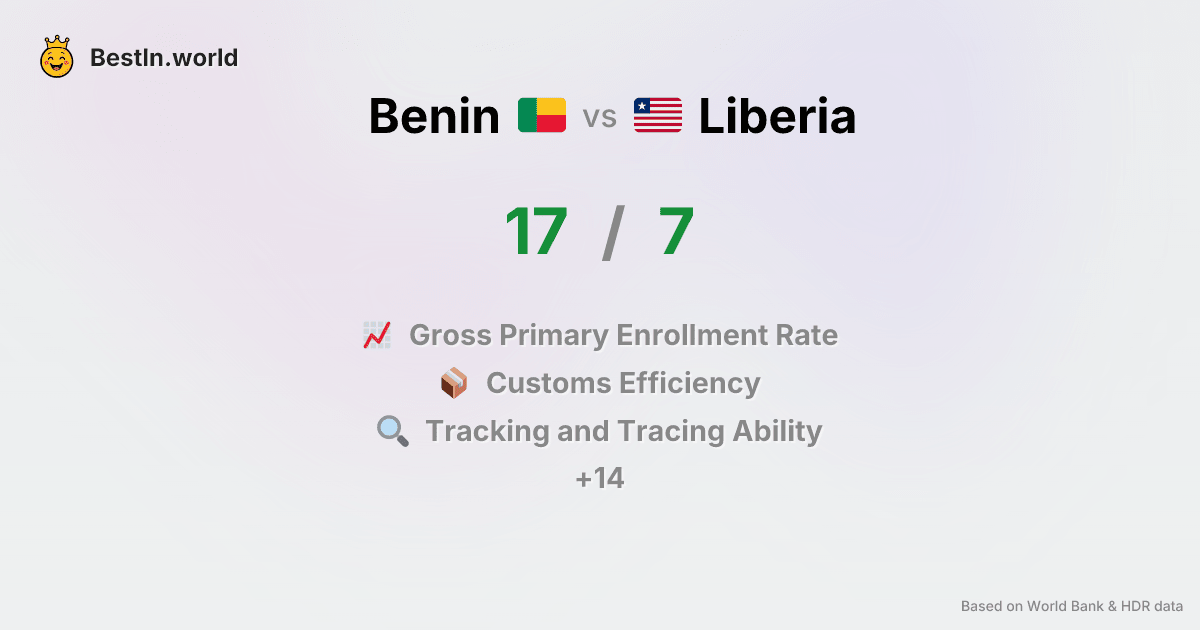 BestIn.world
Benin vs Liberia
17 / 7
Gross Primary Enrollment Rate
Customs Efficiency
Tracking and Tracing Ability
+14
Based on World Bank & HDR data